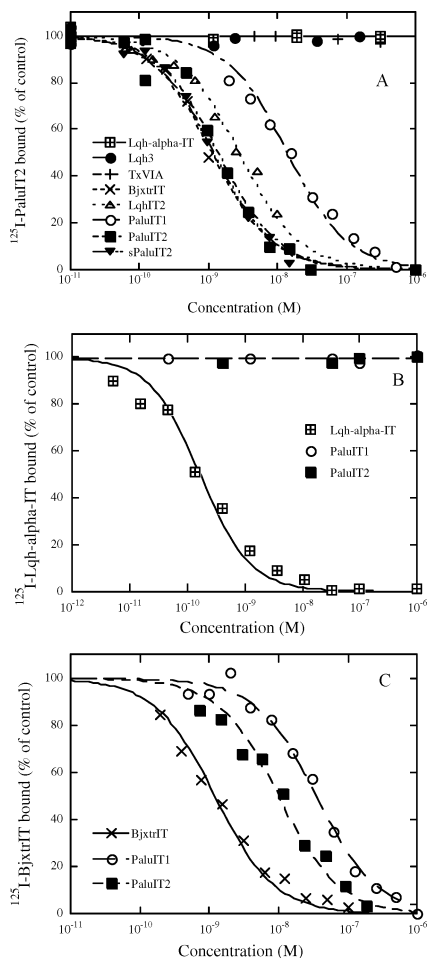 100
80
60
40
20
0
¹²⁵I-PaluIT2 bound (% of control)
A
Lqh-alpha-IT
Lqh3
TxVIA
BjxtrIT
LqhIT2
PaluIT1
PaluIT2
sPaluIT2
10⁻¹¹ 10⁻¹⁰ 10⁻⁹ 10⁻⁸ 10⁻⁷ 10⁻⁶
Concentration (M)
100
80
60
40
20
0
¹²⁵I-Lqh-alpha-IT bound (% of control)
B
Lqh-alpha-IT
PaluIT1
PaluIT2
10⁻¹² 10⁻¹¹ 10⁻¹⁰ 10⁻⁹ 10⁻⁸ 10⁻⁷ 10⁻⁶
Concentration (M)
100
80
60
40
20
0
¹²⁵I-BjxtrIT bound (% of control)
C
BjxtrIT
PaluIT1
PaluIT2
10⁻¹¹ 10⁻¹⁰ 10⁻⁹ 10⁻⁸ 10⁻⁷ 10⁻⁶
Concentration (M)